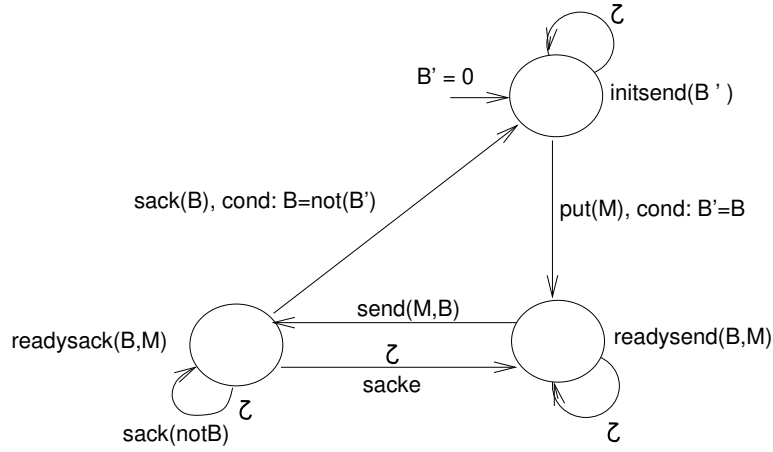 B' = 0
initsend(B ' )
sack(B), cond: B=not(B')
put(M), cond: B'=B
send(M,B)
readysack(B,M)
readysend(B,M)
sacke
sack(notB)